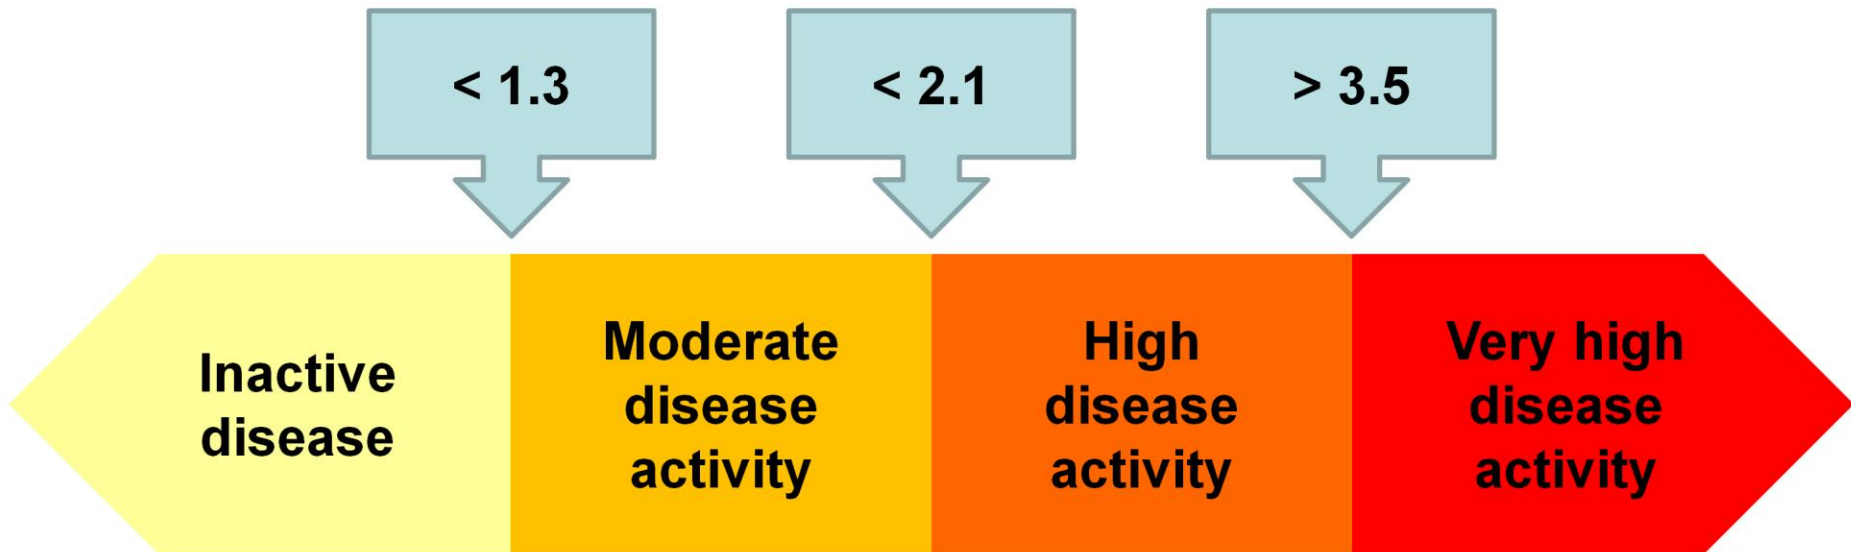 < 1.3
< 2.1
> 3.5
Inactive
disease
Moderate
disease
activity
High
disease
activity
Very high
disease
activity